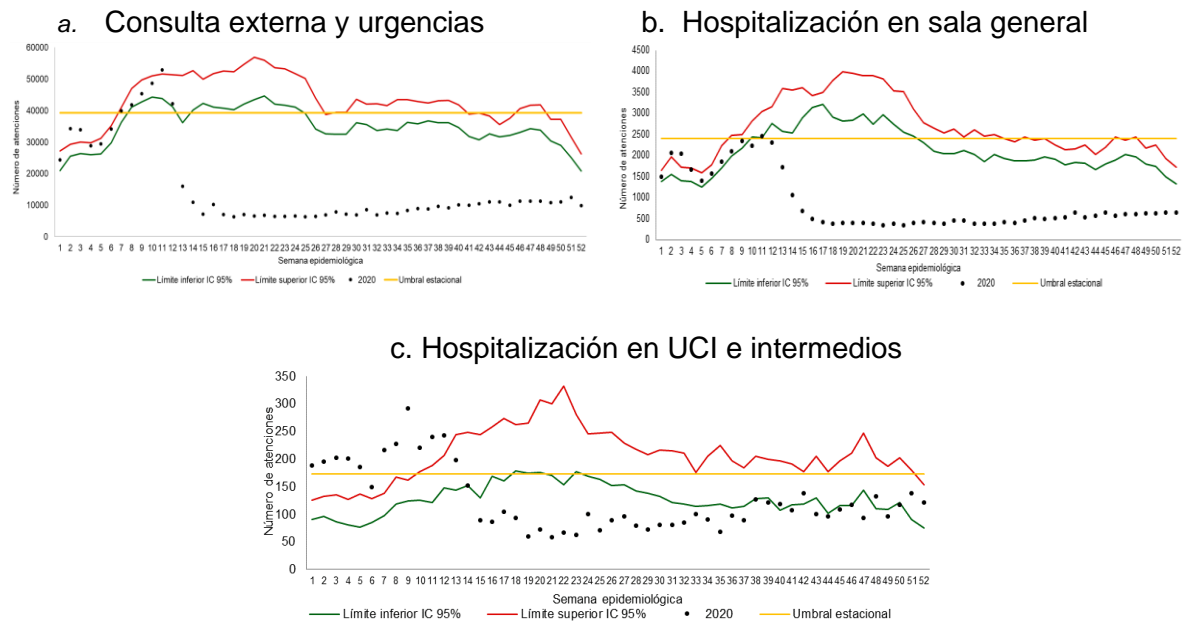 a. Consulta externa y urgencias
Número de atenciones
60000
50000
40000
30000
20000
10000
0
1 2 3 4 5 6 7 8 9 10 11 12 13 14 15 16 17 18 19 20 21 22 23 24 25 26 27 28 29 30 31 32 33 34 35 36 37 38 39 40 41 42 43 44 45 46 47 48 49 50 51 52
Semana epidemiológica
Límite inferior IC 95% Límite superior IC 95% 2020 Umbral estacional
b. Hospitalización en sala general
Número de atenciones
4500
4000
3500
3000
2500
2000
1500
1000
500
0
1 2 3 4 5 6 7 8 9 10 11 12 13 14 15 16 17 18 19 20 21 22 23 24 25 26 27 28 29 30 31 32 33 34 35 36 37 38 39 40 41 42 43 44 45 46 47 48 49 50 51 52
Semana epidemiológica
Límite inferior IC 95% Límite superior IC 95% 2020 Umbral estacional
c. Hospitalización en UCI e intermedios
Número de atenciones
350
300
250
200
150
100
50
0
1 2 3 4 5 6 7 8 9 10 11 12 13 14 15 16 17 18 19 20 21 22 23 24 25 26 27 28 29 30 31 32 33 34 35 36 37 38 39 40 41 42 43 44 45 46 47 48 49 50 51 52
Semana epidemiológica
Límite inferior IC 95% Límite superior IC 95% 2020 Umbral estacional